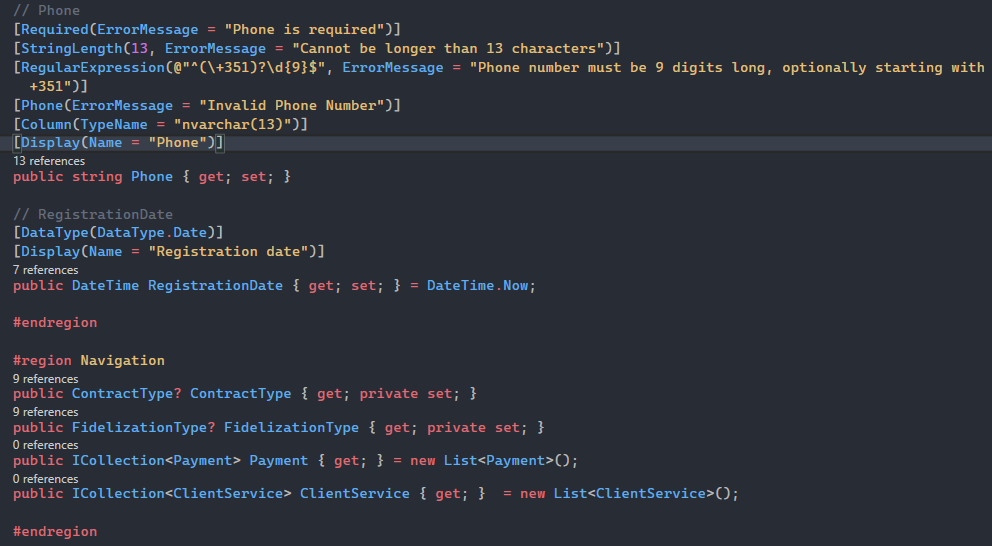 // Phone
[Required(ErrorMessage = "Phone is required")]
[StringLength(13, ErrorMessage = "Cannot be longer than 13 characters")]
[RegularExpression(@"^(\+351)?\d{9}$", ErrorMessage = "Phone number must be 9 digits long, optionally starting with
+351")]
[Phone(ErrorMessage = "Invalid Phone Number")]
[Column(TypeName = "nvarchar(13)")]
[Display(Name = "Phone")]
13 references
public string Phone { get; set; }
// RegistrationDate
[DataType(DataType.Date)]
[Display(Name = "Registration date")]
7 references
public DateTime RegistrationDate { get; set; } = DateTime.Now;
#endregion
#region Navigation
9 references
public ContractType? ContractType { get; private set; }
9 references
public FidelizationType? FidelizationType { get; private set; }
0 references
public ICollection<Payment> Payment { get; } = new List<Payment>();
0 references
public ICollection<ClientService> ClientService { get; }  = new List<ClientService>();
#endregion